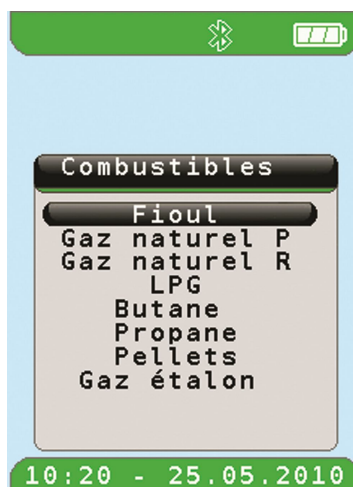 Combustibles
Fioul
Gaz naturel P
Gaz naturel R
LPG
Butane
Propane
Pellets
Gaz étalon
10:20 - 25.05.2010